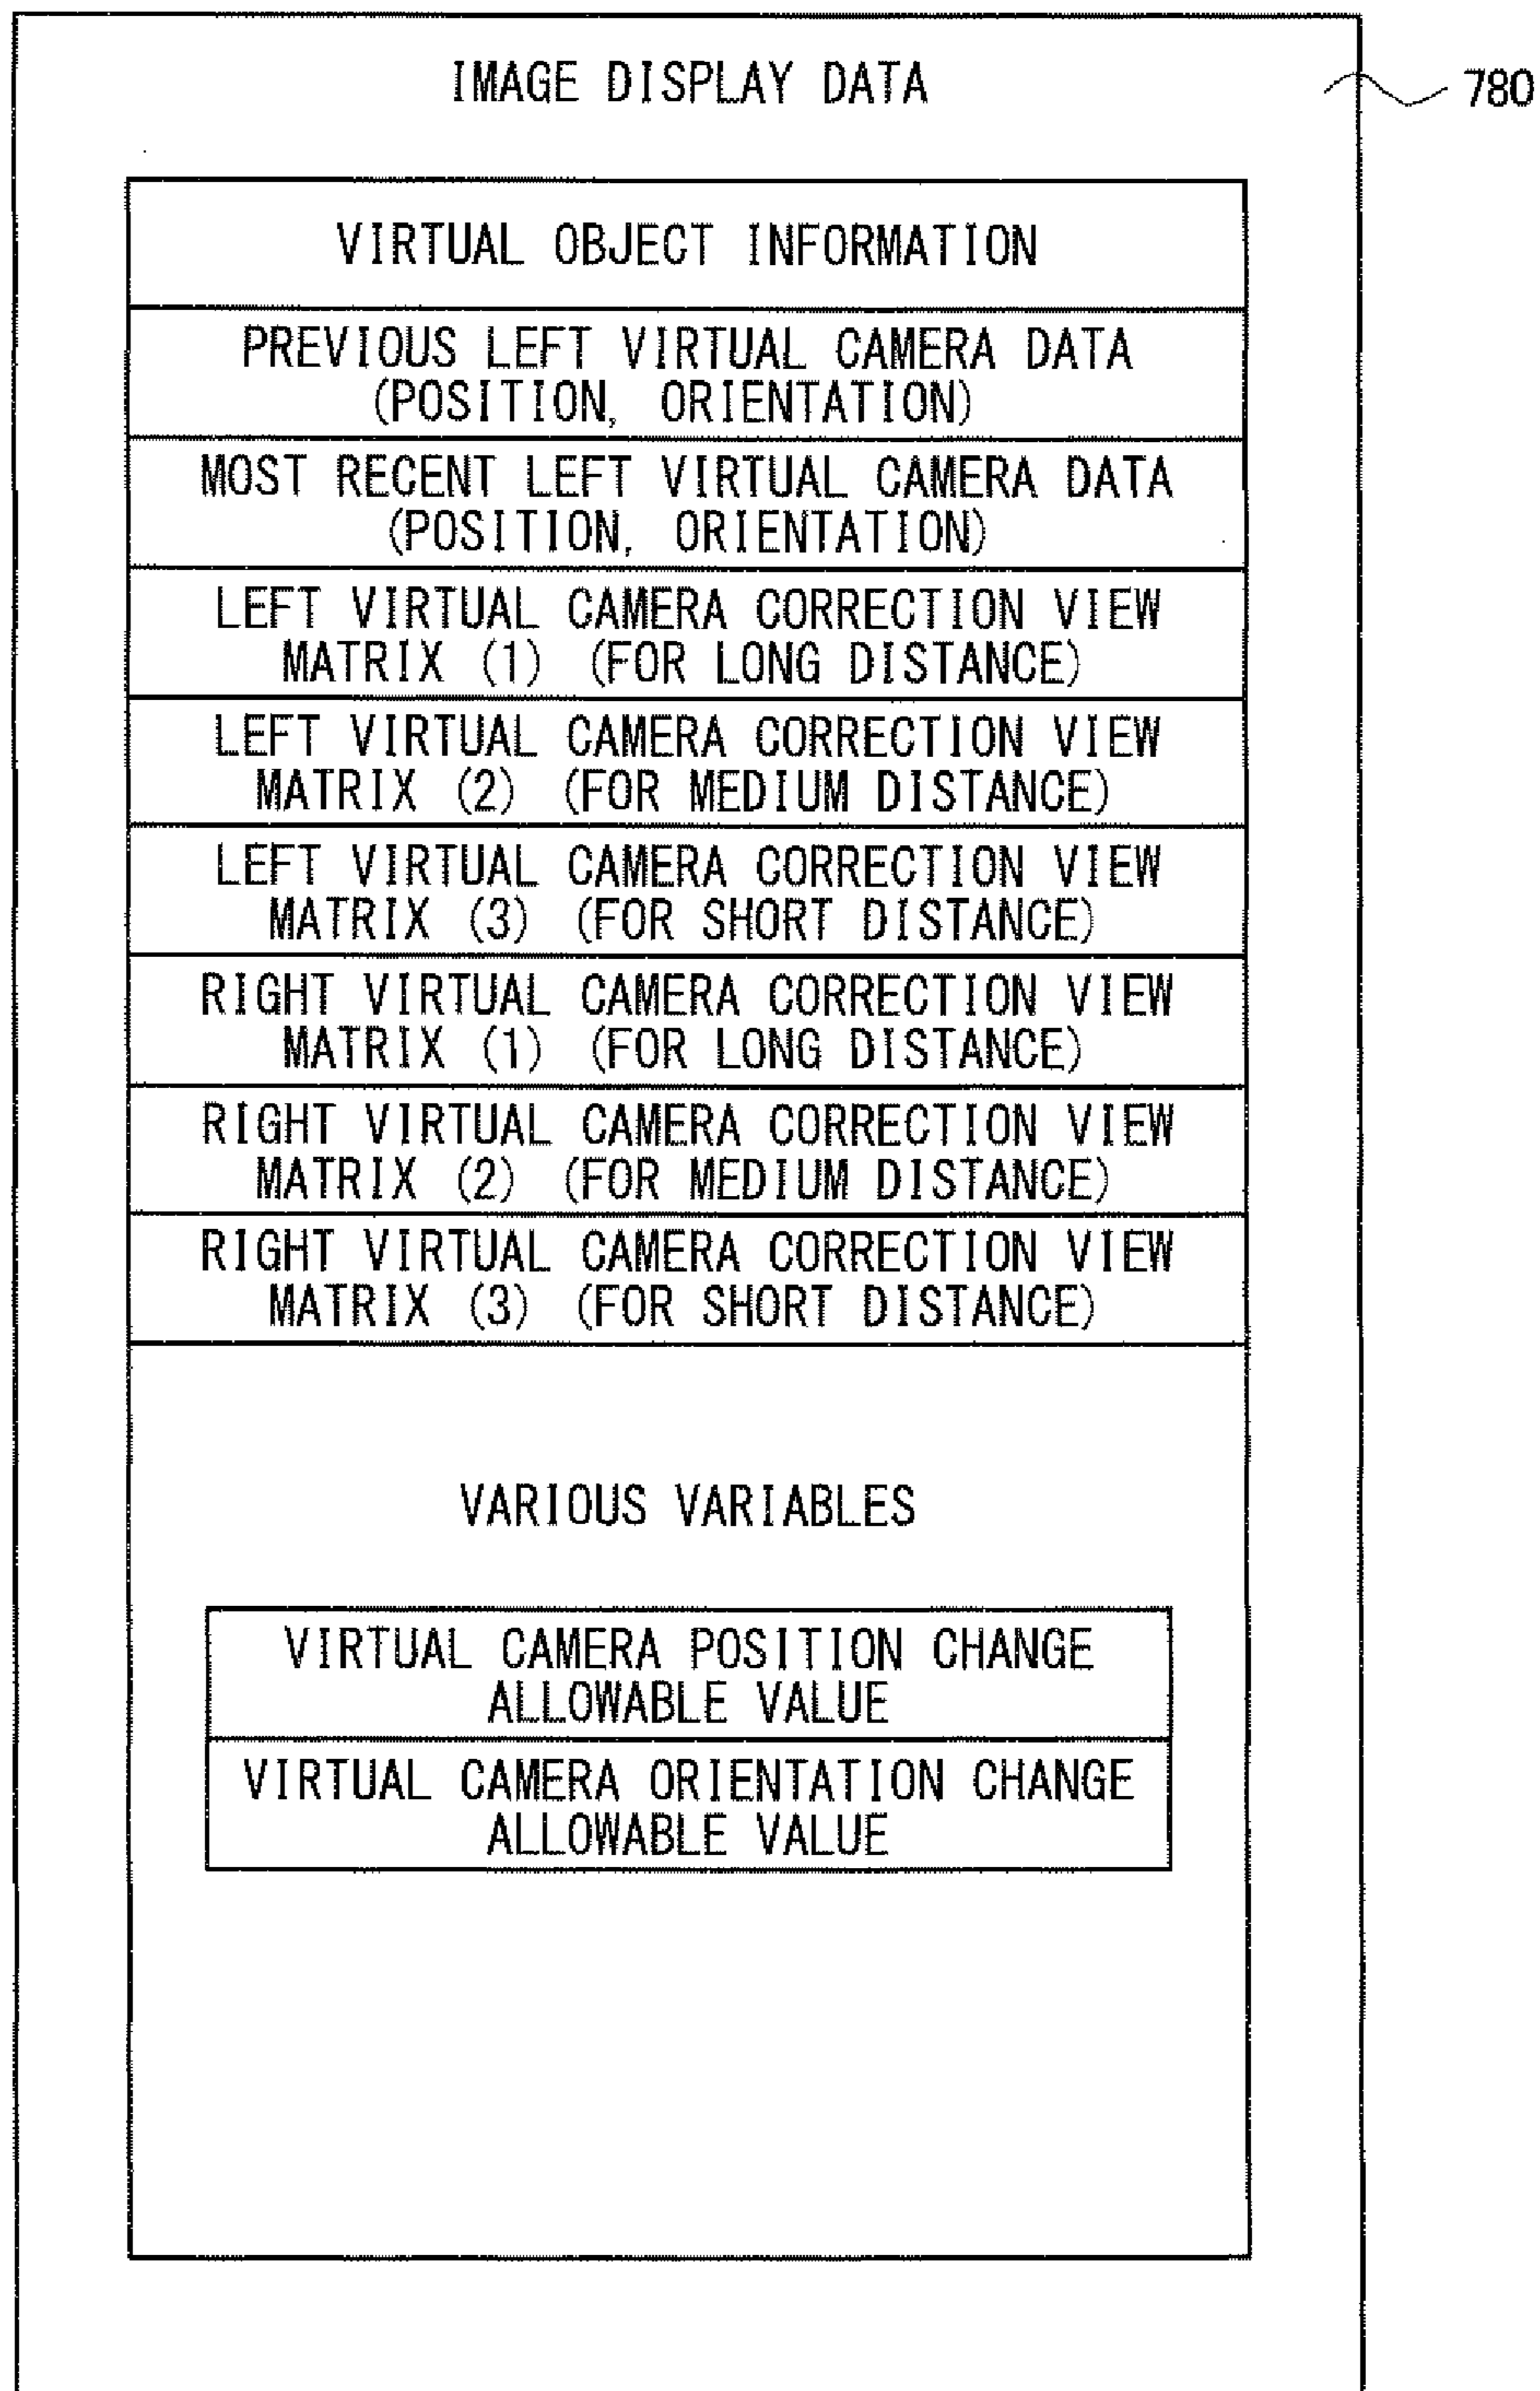 IMAGE DISPLAY DATA
780
VIRTUAL OBJECT INFORMATION
PREVIOUS LEFT VIRTUAL CAMERA DATA
(POSITION, ORIENTATION)
MOST RECENT LEFT VIRTUAL CAMERA DATA
(POSITION, ORIENTATION)
LEFT VIRTUAL CAMERA CORRECTION VIEW
MATRIX (1) (FOR LONG DISTANCE)
LEFT VIRTUAL CAMERA CORRECTION VIEW
MATRIX (2) (FOR MEDIUM DISTANCE)
LEFT VIRTUAL CAMERA CORRECTION VIEW
MATRIX (3) (FOR SHORT DISTANCE)
RIGHT VIRTUAL CAMERA CORRECTION VIEW
MATRIX (1) (FOR LONG DISTANCE)
RIGHT VIRTUAL CAMERA CORRECTION VIEW
MATRIX (2) (FOR MEDIUM DISTANCE)
RIGHT VIRTUAL CAMERA CORRECTION VIEW
MATRIX (3) (FOR SHORT DISTANCE)
VARIOUS VARIABLES
VIRTUAL CAMERA POSITION CHANGE
ALLOWABLE VALUE
VIRTUAL CAMERA ORIENTATION CHANGE
ALLOWABLE VALUE